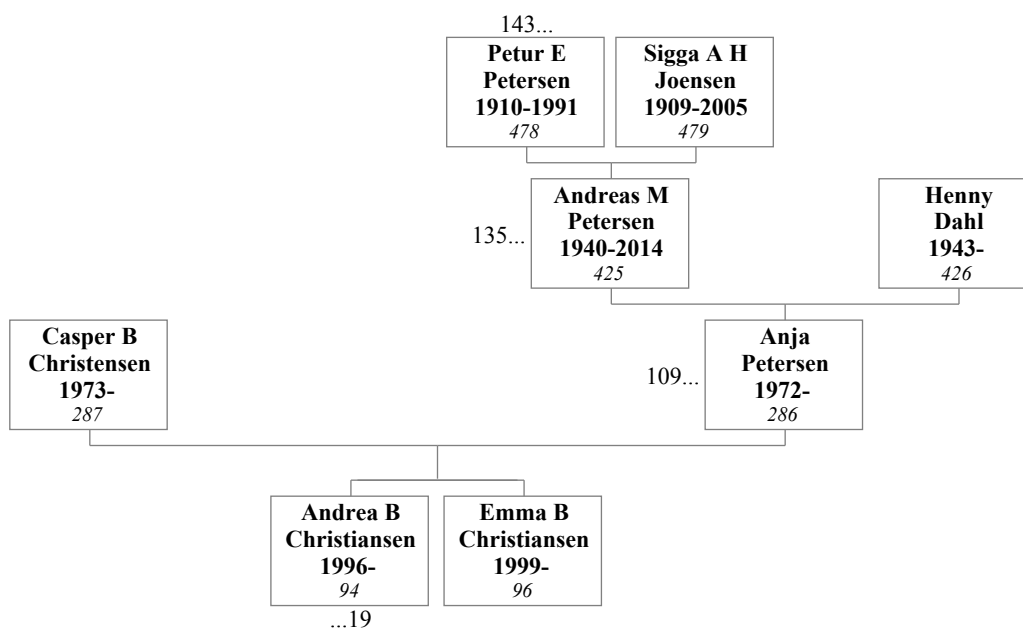 143...
Petur E
Petersen
1910-1991
478
Sigga A H
Joensen
1909-2005
479
135...
Andreas M
Petersen
1940-2014
425
Henny
Dahl
1943-
426
Casper B
Christensen
1973-
287
109...
Anja
Petersen
1972-
286
Andrea B
Christiansen
1996-
94
Emma B
Christiansen
1999-
96
...19